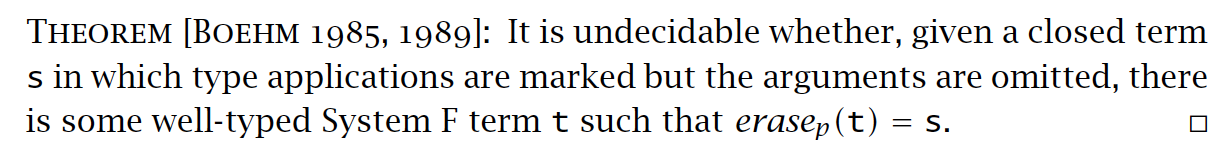 THEOREM [BOEHM 1985, 1989]: It is undecidable whether, given a closed term
s in which type applications are marked but the arguments are omitted, there
is some well-typed System F term t such that eraseₚ(t) = s. □